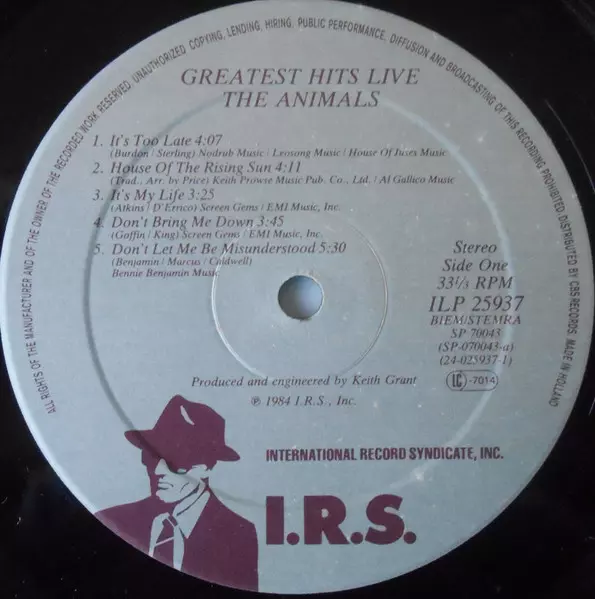 ALL RIGHTS OF THE MANUFACTURER AND OF THE OWNER OF THE RECORDED WORK RESERVED. UNAUTHORIZED COPYING, LENDING, HIRING, PUBLIC PERFORMANCE, DIFFUSION AND BROADCASTING OF THIS RECORDING PROHIBITED. DISTRIBUTED BY CBS RECORDS. MADE IN HOLLAND
GREATEST HITS LIVE
THE ANIMALS
1. It's Too Late 4:07
(Burdon / Sterling) Nodrub Music / Leosong Music / House Of Tuses Music
2. House Of The Rising Sun 4:11
(Trad., Arr. by Price) Keith Prowse Music Pub. Co., Ltd. / Al Gallico Music
3. It's My Life 3:25
(Atkins / D'Errico) Screen Gems / EMI Music, Inc.
4. Don't Bring Me Down 3:45
(Goffin / King) Screen Gems / EMI Music, Inc.
5. Don't Let Me Be Misunderstood 5:30
(Benjamin / Marcus / Caldwell)
Bennie Benjamin Music
Stereo
Side One
33⅓ RPM
ILP 25937
BIEM/STEMRA
SP 70043
(SP-070043-a)
(24-025937-1)
LC -7014
Produced and engineered by Keith Grant
℗ 1984 I.R.S., Inc.
INTERNATIONAL RECORD SYNDICATE, INC.
I.R.S.